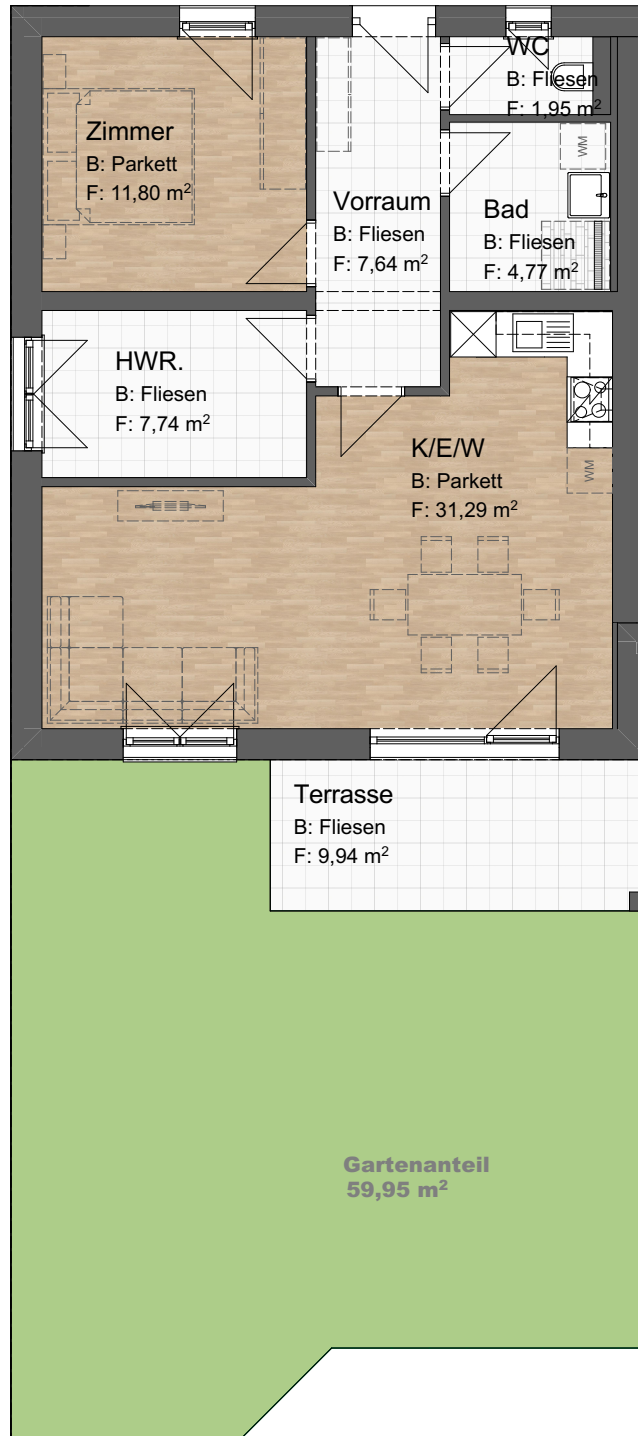 WC
B: Fliesen
F: 1,95 m²
Zimmer
B: Parkett
F: 11,80 m²
WM
Vorraum
B: Fliesen
F: 7,64 m²
Bad
B: Fliesen
F: 4,77 m²
HWR.
B: Fliesen
F: 7,74 m²
K/E/W
B: Parkett
F: 31,29 m²
WM
Terrasse
B: Fliesen
F: 9,94 m²
Gartenanteil
59,95 m²